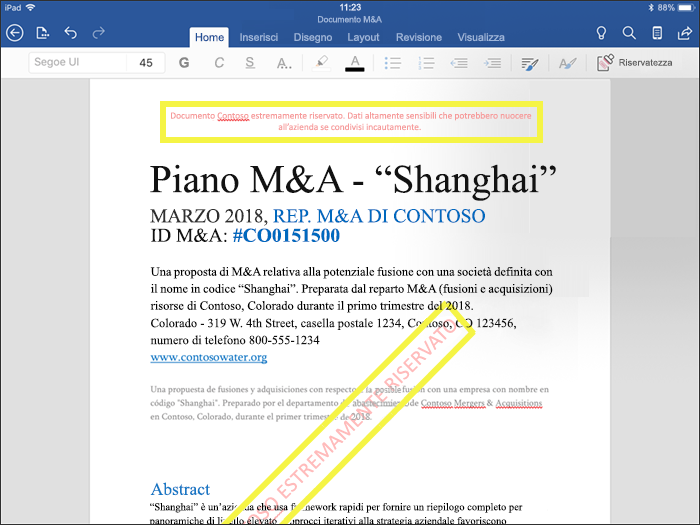 iPad
11:23
88%
Documento M&A
Home Inserisci Disegno Layout Revisione Visualizza
Segoe UI 45 G C S A.. A Riservatezza
Documento Contoso estremamente riservato. Dati altamente sensibili che potrebbero nuocere
all'azienda se condivisi incautamente.
Piano M&A - “Shanghai”
MARZO 2018, REP. M&A DI CONTOSO
ID M&A: #CO0151500
Una proposta di M&A relativa alla potenziale fusione con una società definita con
il nome in codice “Shanghai”. Preparata dal reparto M&A (fusioni e acquisizioni)
risorse di Contoso, Colorado durante il primo trimestre del 2018.
Colorado - 319 W. 4th Street, casella postale 1234, Contoso, CO 123456,
numero di telefono 800-555-1234
www.contosowater.org
Una propuesta de fusiones y adquisiciones con respecto a la posible fusión con una empresa con nombre en
código "Shanghai". Preparado por el departamento de abastecimiento de Contoso Mergers & Acquisitions
en Contoso, Colorado, durante el primer trimestre de 2018.
OSO ESTREMAMENTE RISERVATO
Abstract
“Shanghai” è un'azienda che usa framework rapidi per fornire un riepilogo completo per
panoramiche di livello elevato. Approcci iterativi alla strategia aziendale favoriscono